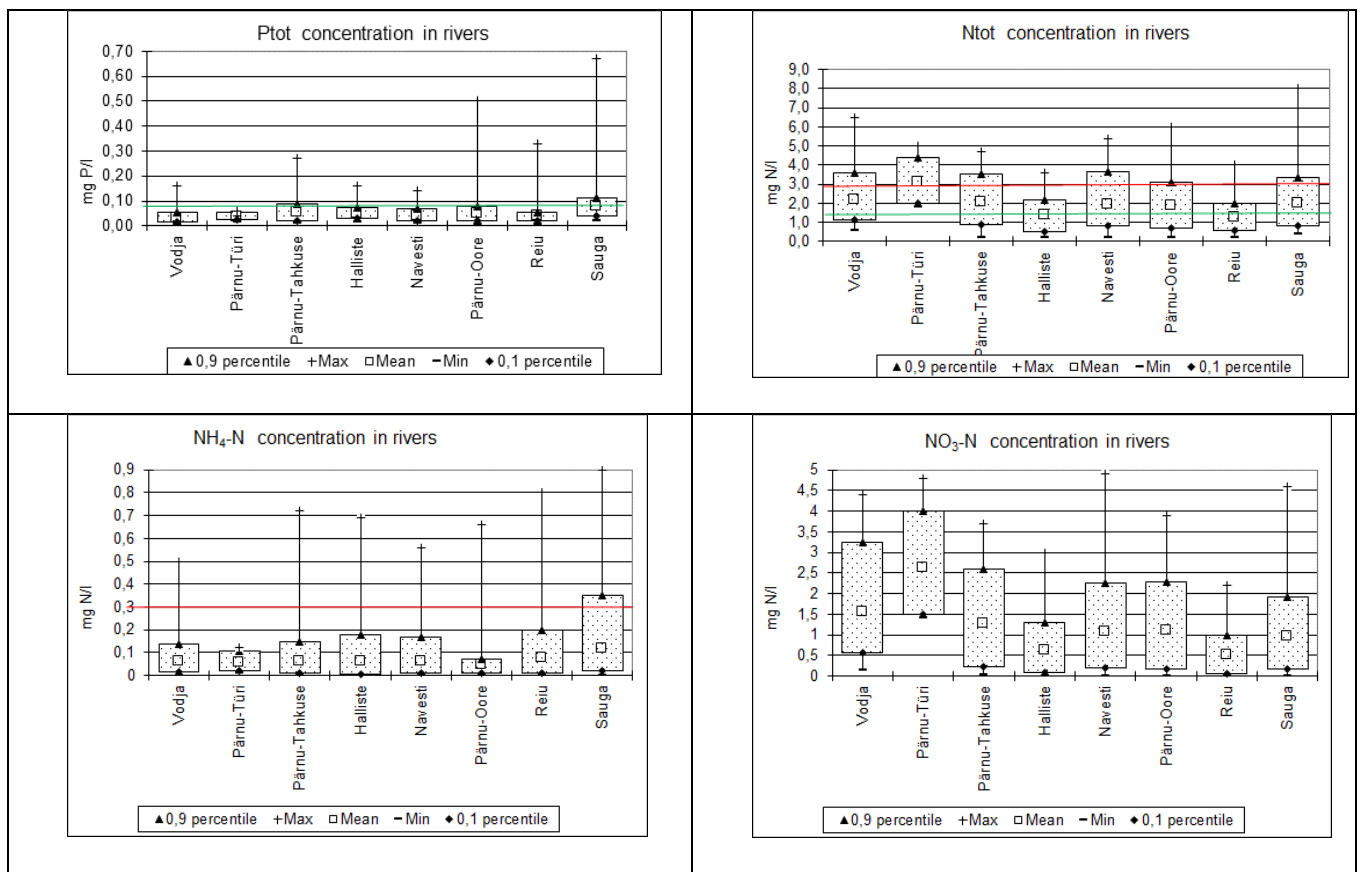 Ptot concentration in rivers
0,70
0,60
0,50
0,40
0,30
0,20
0,10
0,00
mg P/l
Vodja
Pärnu-Türi
Pärnu-Tahkuse
Halliste
Navesti
Pärnu-Oore
Reiu
Sauga
▲0,9 percentile +Max □Mean −Min ◆0,1 percentile
Ntot concentration in rivers
9,0
8,0
7,0
6,0
5,0
4,0
3,0
2,0
1,0
0,0
mg N/l
Vodja
Pärnu-Türi
Pärnu-Tahkuse
Halliste
Navesti
Pärnu-Oore
Reiu
Sauga
▲0,9 percentile +Max □Mean −Min ◆0,1 percentile
NH₄-N concentration in rivers
0,9
0,8
0,7
0,6
0,5
0,4
0,3
0,2
0,1
0
mg N/l
Vodja
Pärnu-Türi
Pärnu-Tahkuse
Halliste
Navesti
Pärnu-Oore
Reiu
Sauga
▲0,9 percentile +Max □Mean −Min ◆0,1 percentile
NO₃-N concentration in rivers
5
4,5
4
3,5
3
2,5
2
1,5
1
0,5
0
mg N/l
Vodja
Pärnu-Türi
Pärnu-Tahkuse
Halliste
Navesti
Pärnu-Oore
Reiu
Sauga
▲0,9 percentile +Max □Mean −Min ◆0,1 percentile